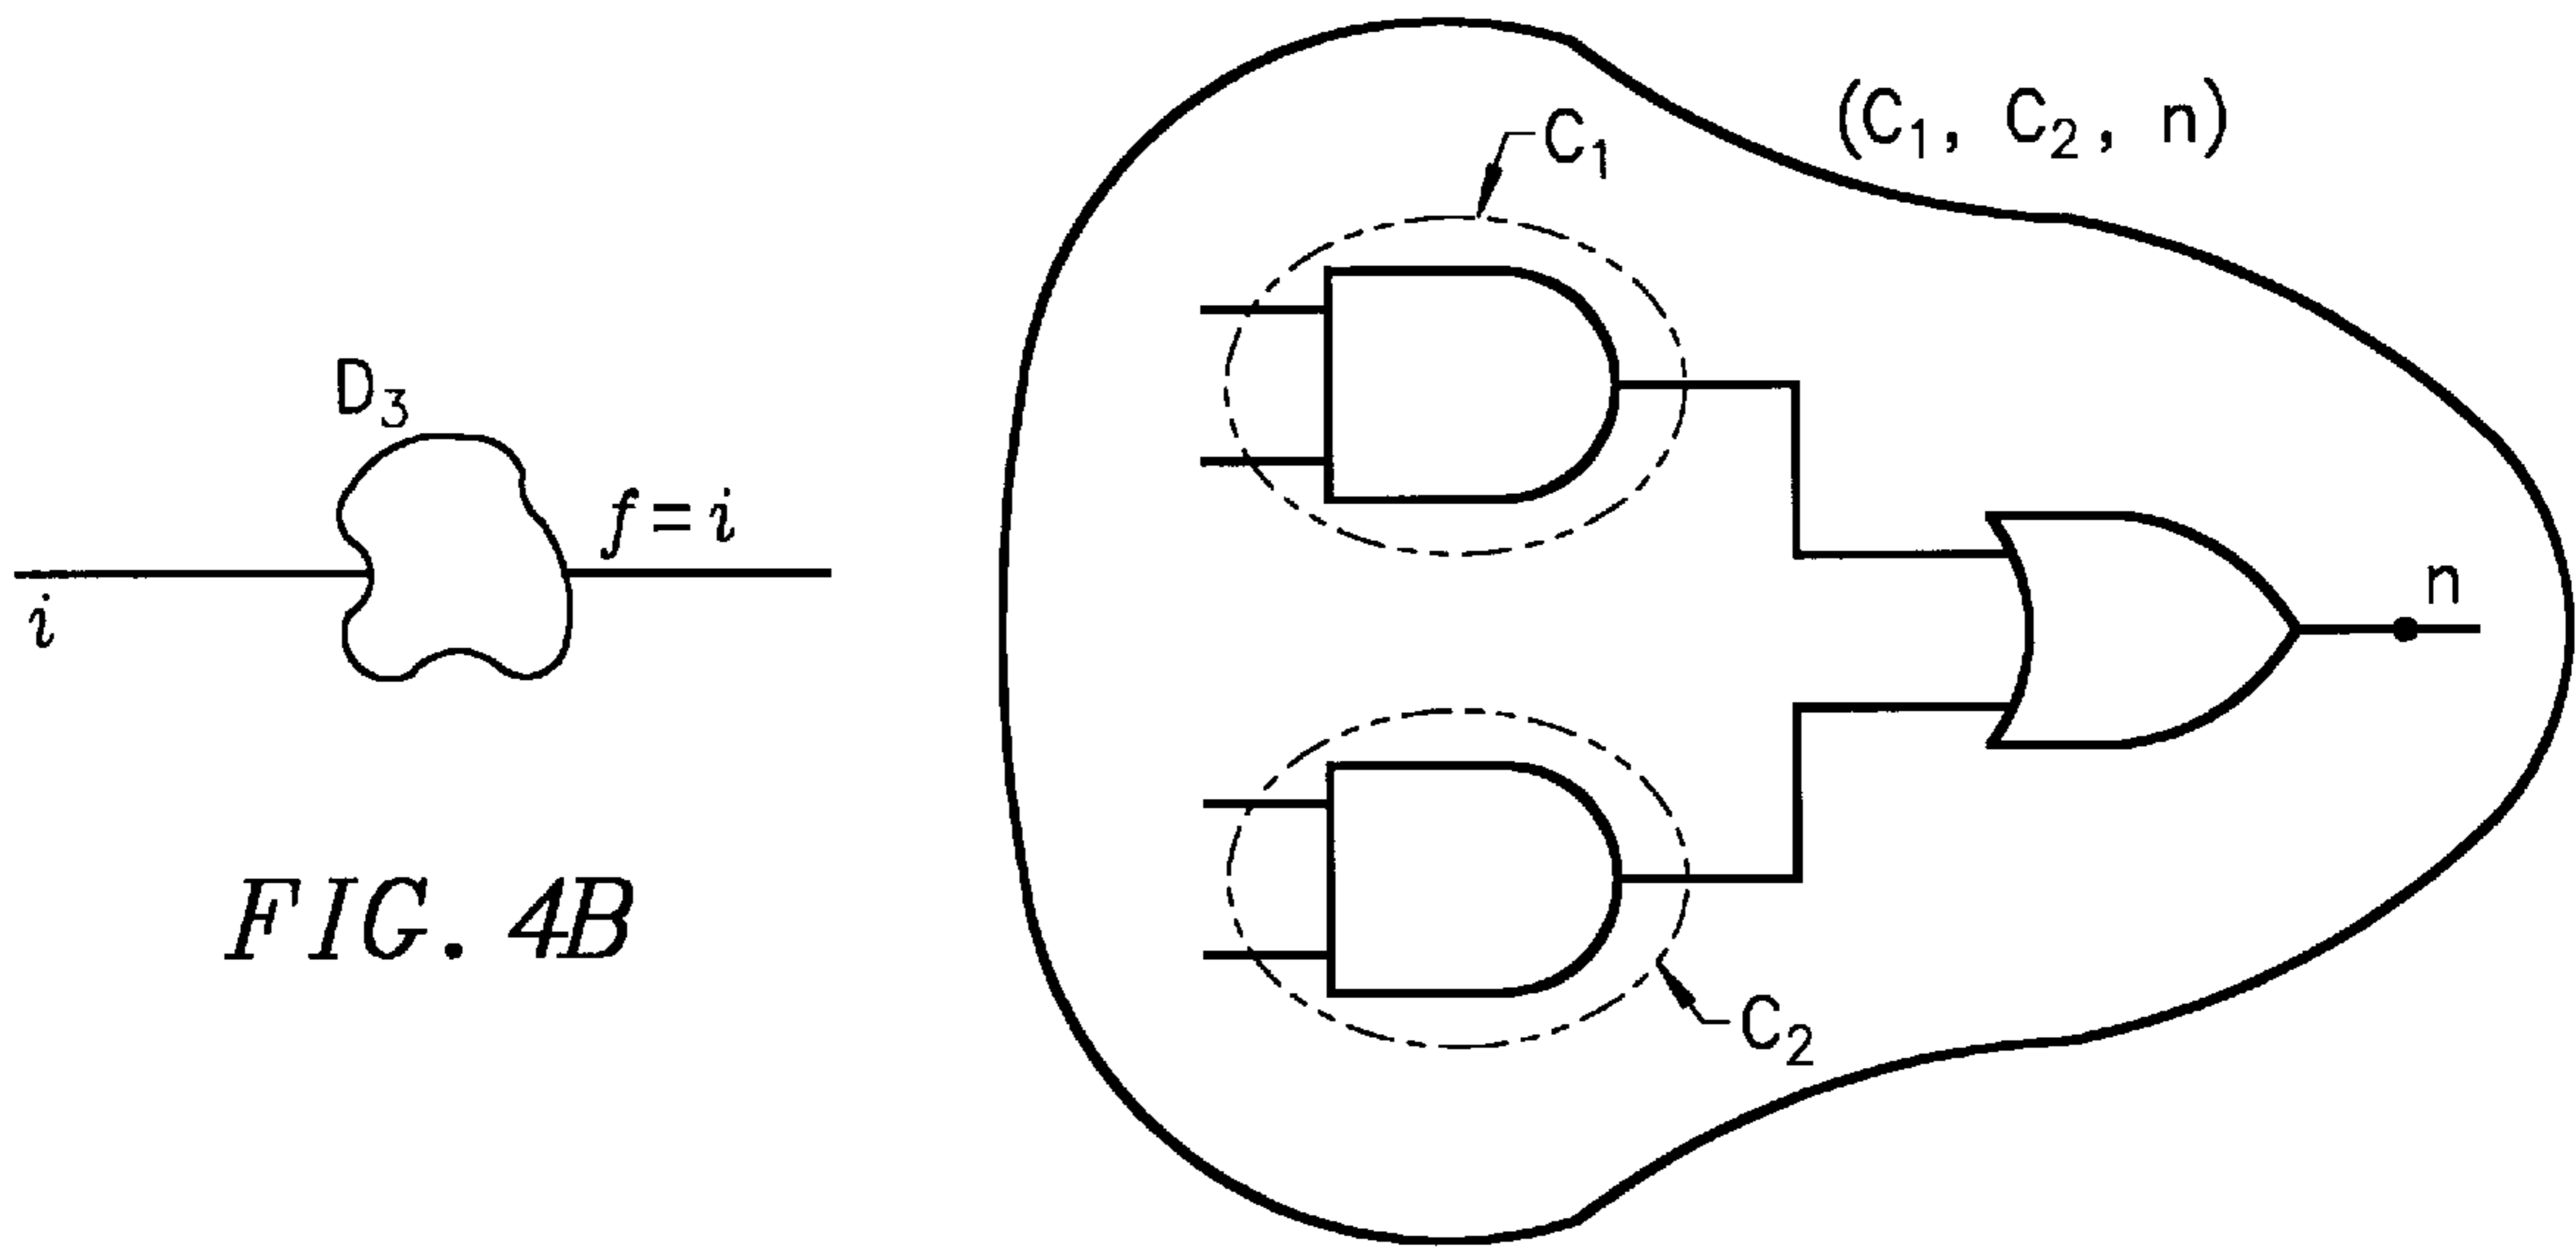 D₃
f = i
i
FIG. 4B
(C₁, C₂, n)
C₁
n
C₂